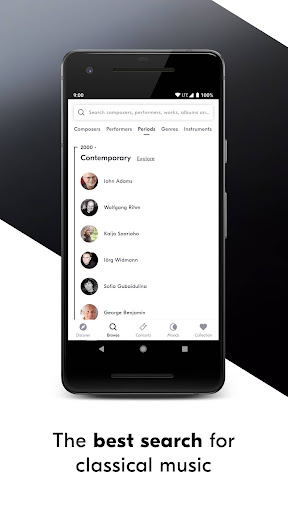 9:00
LTE 100%
Search composers, performers, works, albums an...
Composers Performers Periods Genres Instruments
2000 -
Contemporary Explore
John Adams
Wolfgang Rihm
Kaija Saariaho
Jörg Widmann
Sofia Gubaidulina
George Benjamin
Discover Browse Concerts Moods Collection
The best search for
classical music